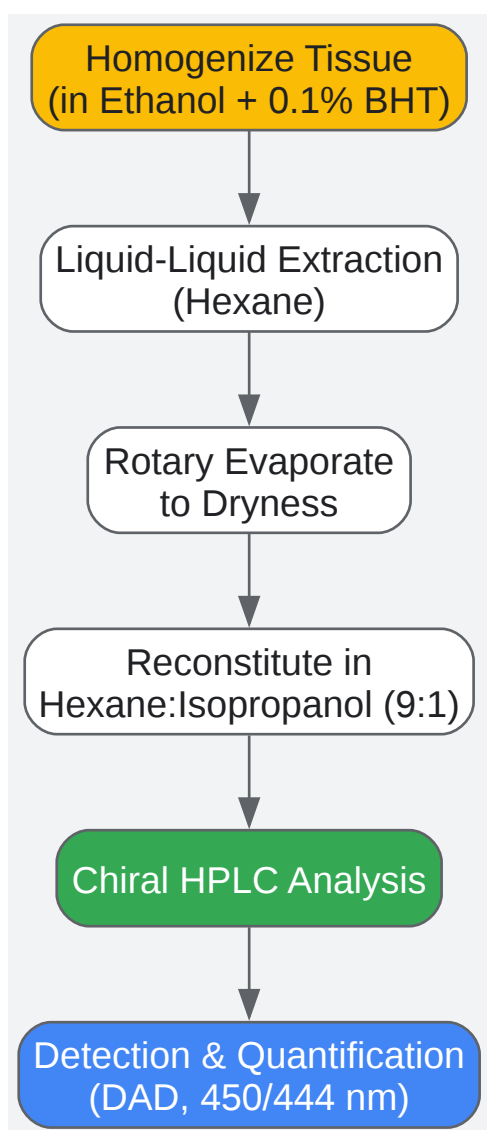 Homogenize Tissue
(in Ethanol + 0.1% BHT)
Liquid-Liquid Extraction
(Hexane)
Rotary Evaporate
to Dryness
Reconstitute in
Hexane:Isopropanol (9:1)
Chiral HPLC Analysis
Detection & Quantification
(DAD, 450/444 nm)